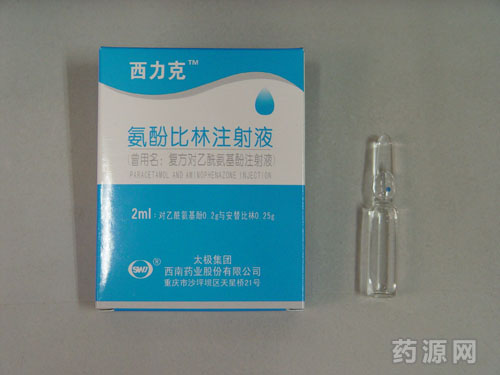 西力克™
氨酚比林注射液
(曾用名：复方对乙酰氨基酚注射液)
PARACETAMOL AND AMINOPHENAZONE INJECTION
2ml：对乙酰氨基酚0.2g与安替比林0.25g
SWJ®
太极集团
西南药业股份有限公司
重庆市沙坪坝区天星桥21号
药源网